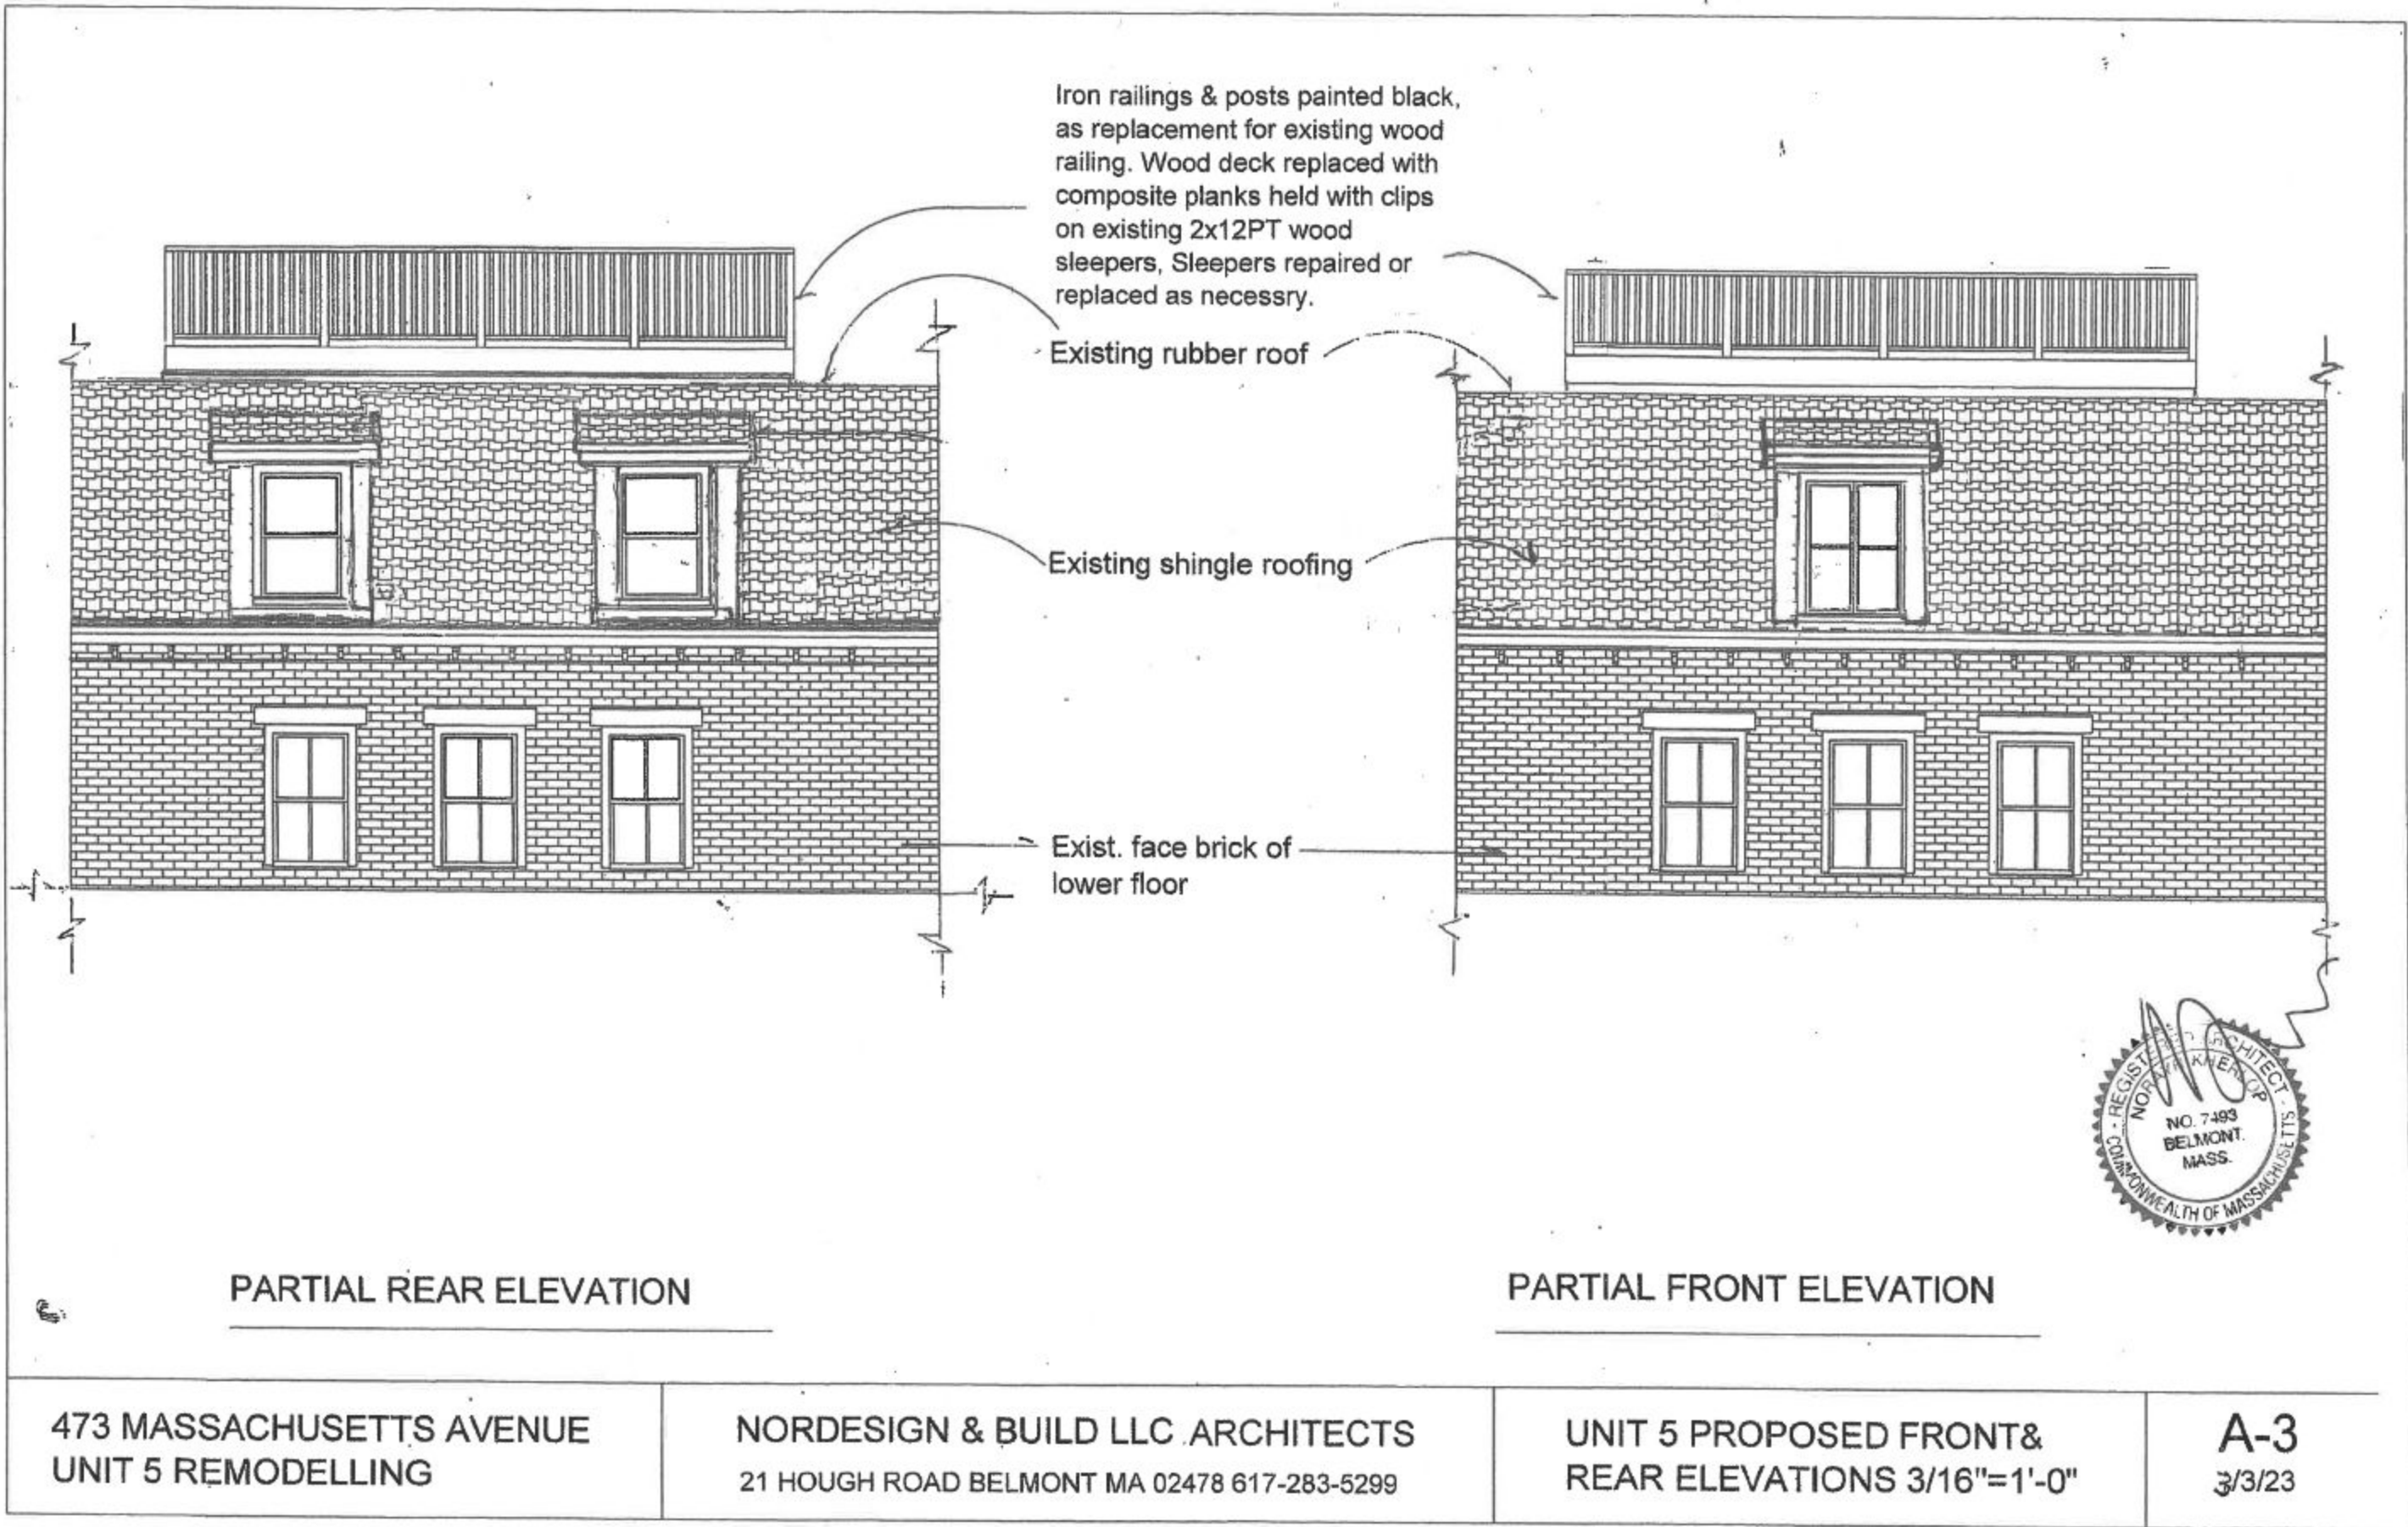 Iron railings & posts painted black,
as replacement for existing wood
railing. Wood deck replaced with
composite planks held with clips
on existing 2x12PT wood
sleepers, Sleepers repaired or
replaced as necessry.
Existing rubber roof
Existing shingle roofing
Exist. face brick of
lower floor
ARCHITECT
NO. 7493
BELMONT.
MASS.
COMMONWEALTH OF MASSACHUSETTS
PARTIAL REAR ELEVATION
PARTIAL FRONT ELEVATION
473 MASSACHUSETTS AVENUE
UNIT 5 REMODELLING
NORDESIGN & BUILD LLC ARCHITECTS
21 HOUGH ROAD BELMONT MA 02478 617-283-5299
UNIT 5 PROPOSED FRONT&
REAR ELEVATIONS 3/16"=1'-0"
A-3
3/3/23